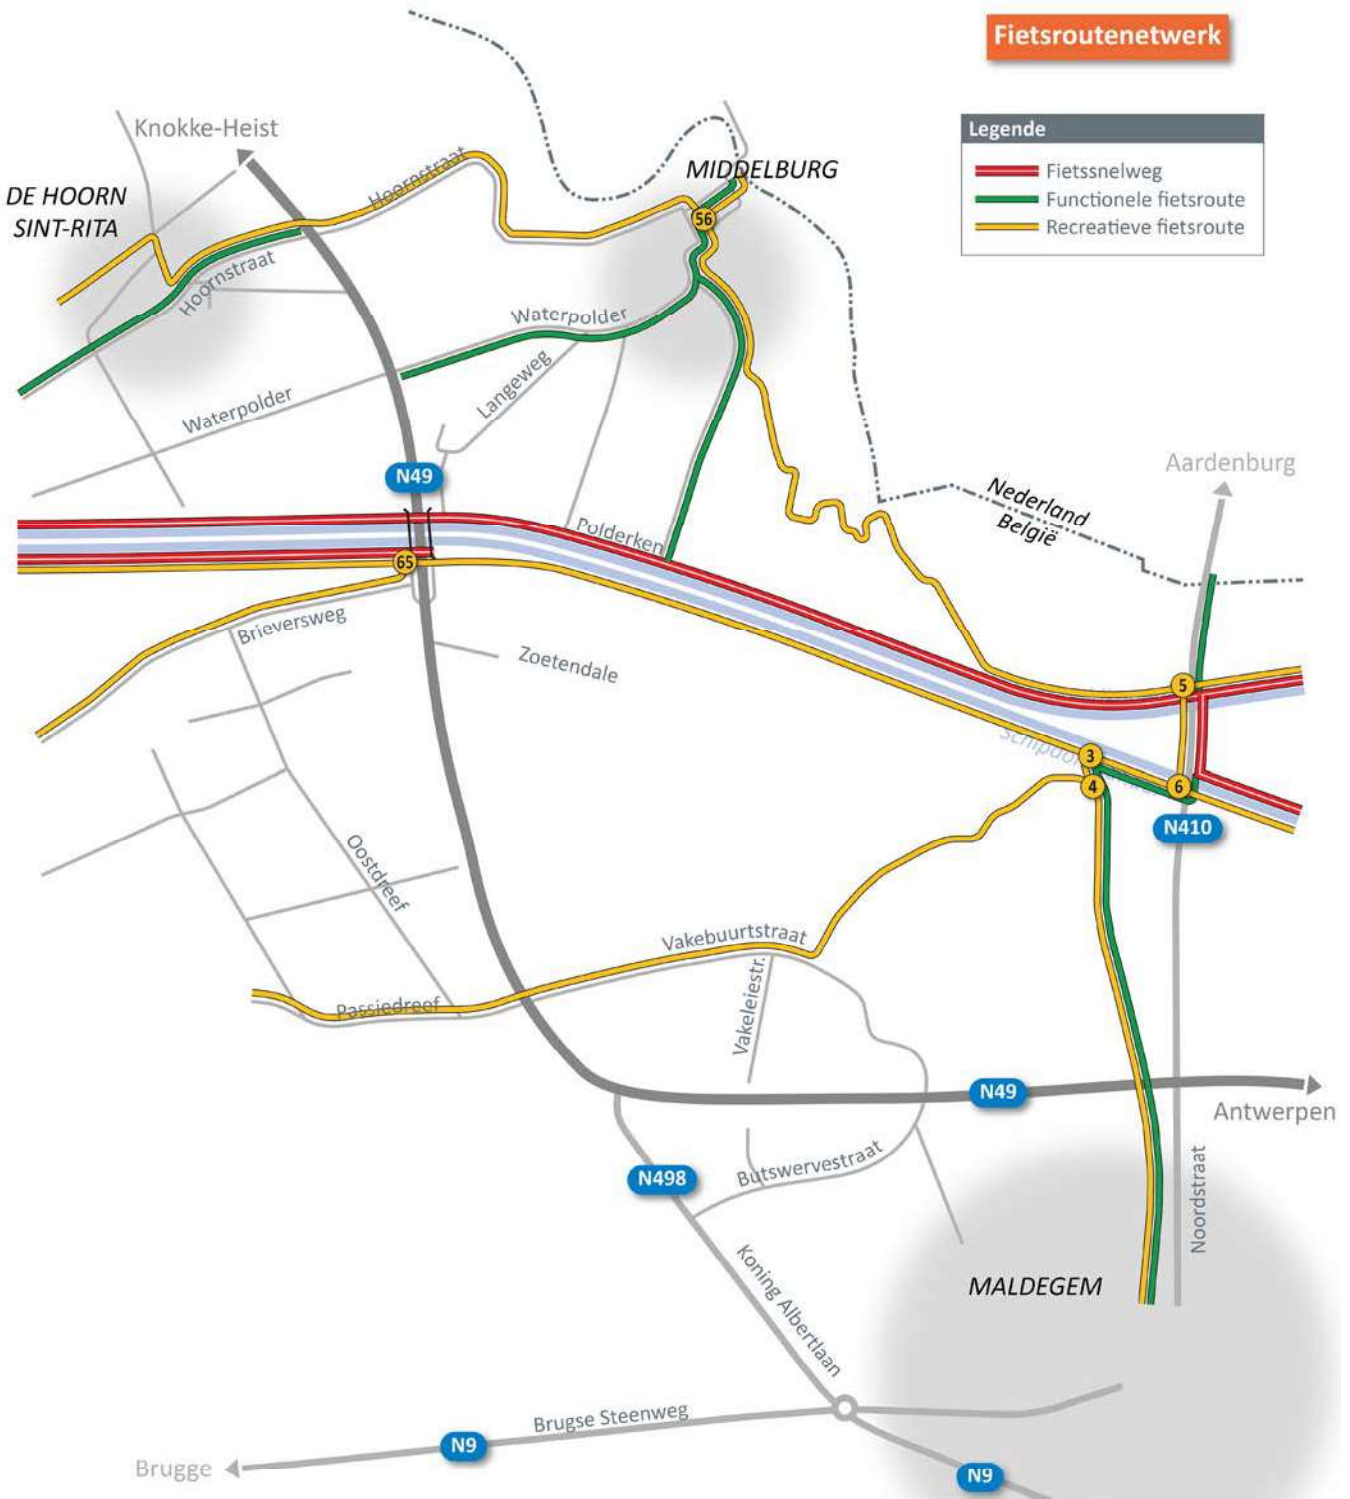 Fietsroutenetwerk
Legende
Fietssnelweg
Functionele fietsroute
Recreatieve fietsroute
Knokke-Heist
DE HOORN
SINT-RITA
Hoornstraat
MIDDELBURG
56
Hoornstraat
Waterpolder
Langeweg
Waterpolder
N49
Aardenburg
Nederland
België
Polderken
65
Brieversweg
Zoetendale
5
3
4
6
N410
Oostdreef
Vakebuurtstraat
Vakeleiestr.
Passiedreef
N49
Antwerpen
N498
Butswervestraat
Noordstraat
Koning Albertlaan
MALDEGEM
Brugse Steenweg
N9
Brugge
N9